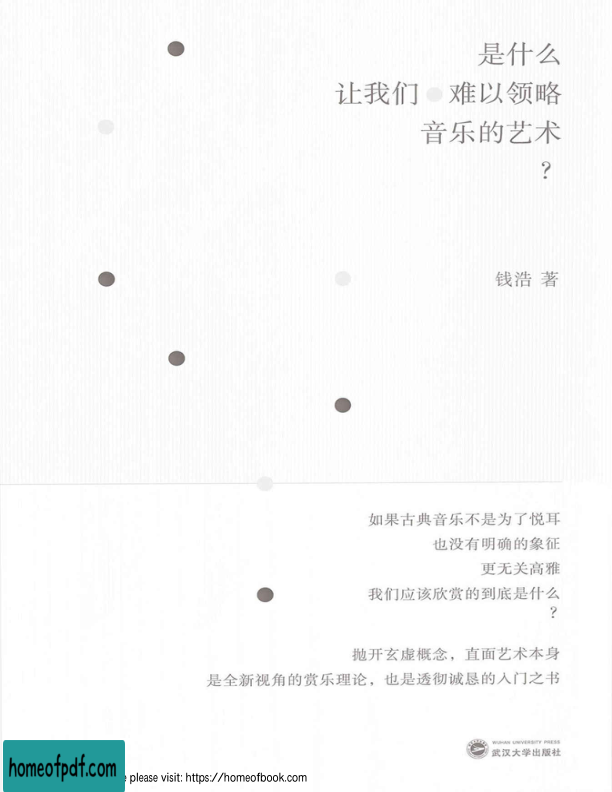 是什么
让我们 难以领略
音乐的艺术
?
钱浩 著
如果古典音乐不是为了悦耳
也没有明确的象征
更无关高雅
我们应该欣赏的到底是什么
?
抛开玄虚概念，直面艺术本身
是全新视角的赏乐理论，也是透彻诚恳的入门之书
WUHAN UNIVERSITY PRESS
武汉大学出版社
homeofpdf.com
please visit: https://homeofbook.com